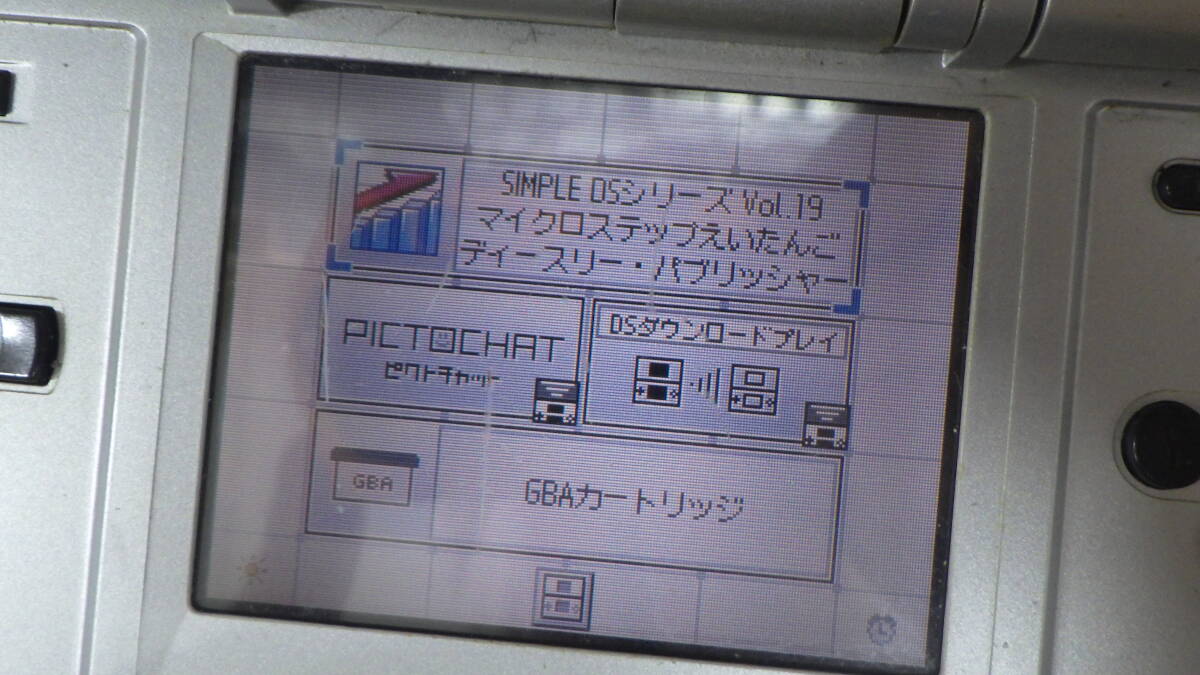 SIMPLE DSシリーズ Vol.19
マイクロステップえいたんご
ディースリー・パブリッシャー
PICTOCHAT
ピクトチャット
DSダウンロードプレイ
GBA
GBAカートリッジ